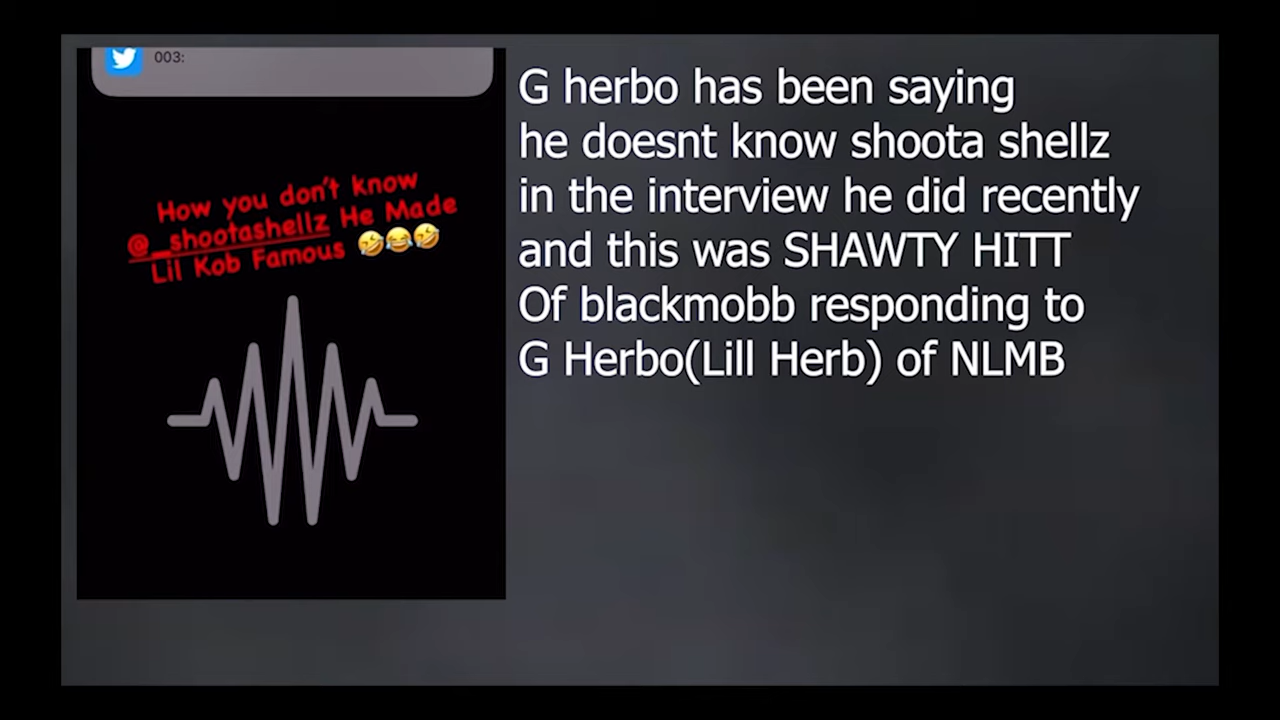 003:
How you don't know
@_shootashellz He Made
Lil Kob Famous 🤣😂🤣
G herbo has been saying
he doesnt know shoota shellz
in the interview he did recently
and this was SHAWTY HITT
Of blackmobb responding to
G Herbo(Lill Herb) of NLMB